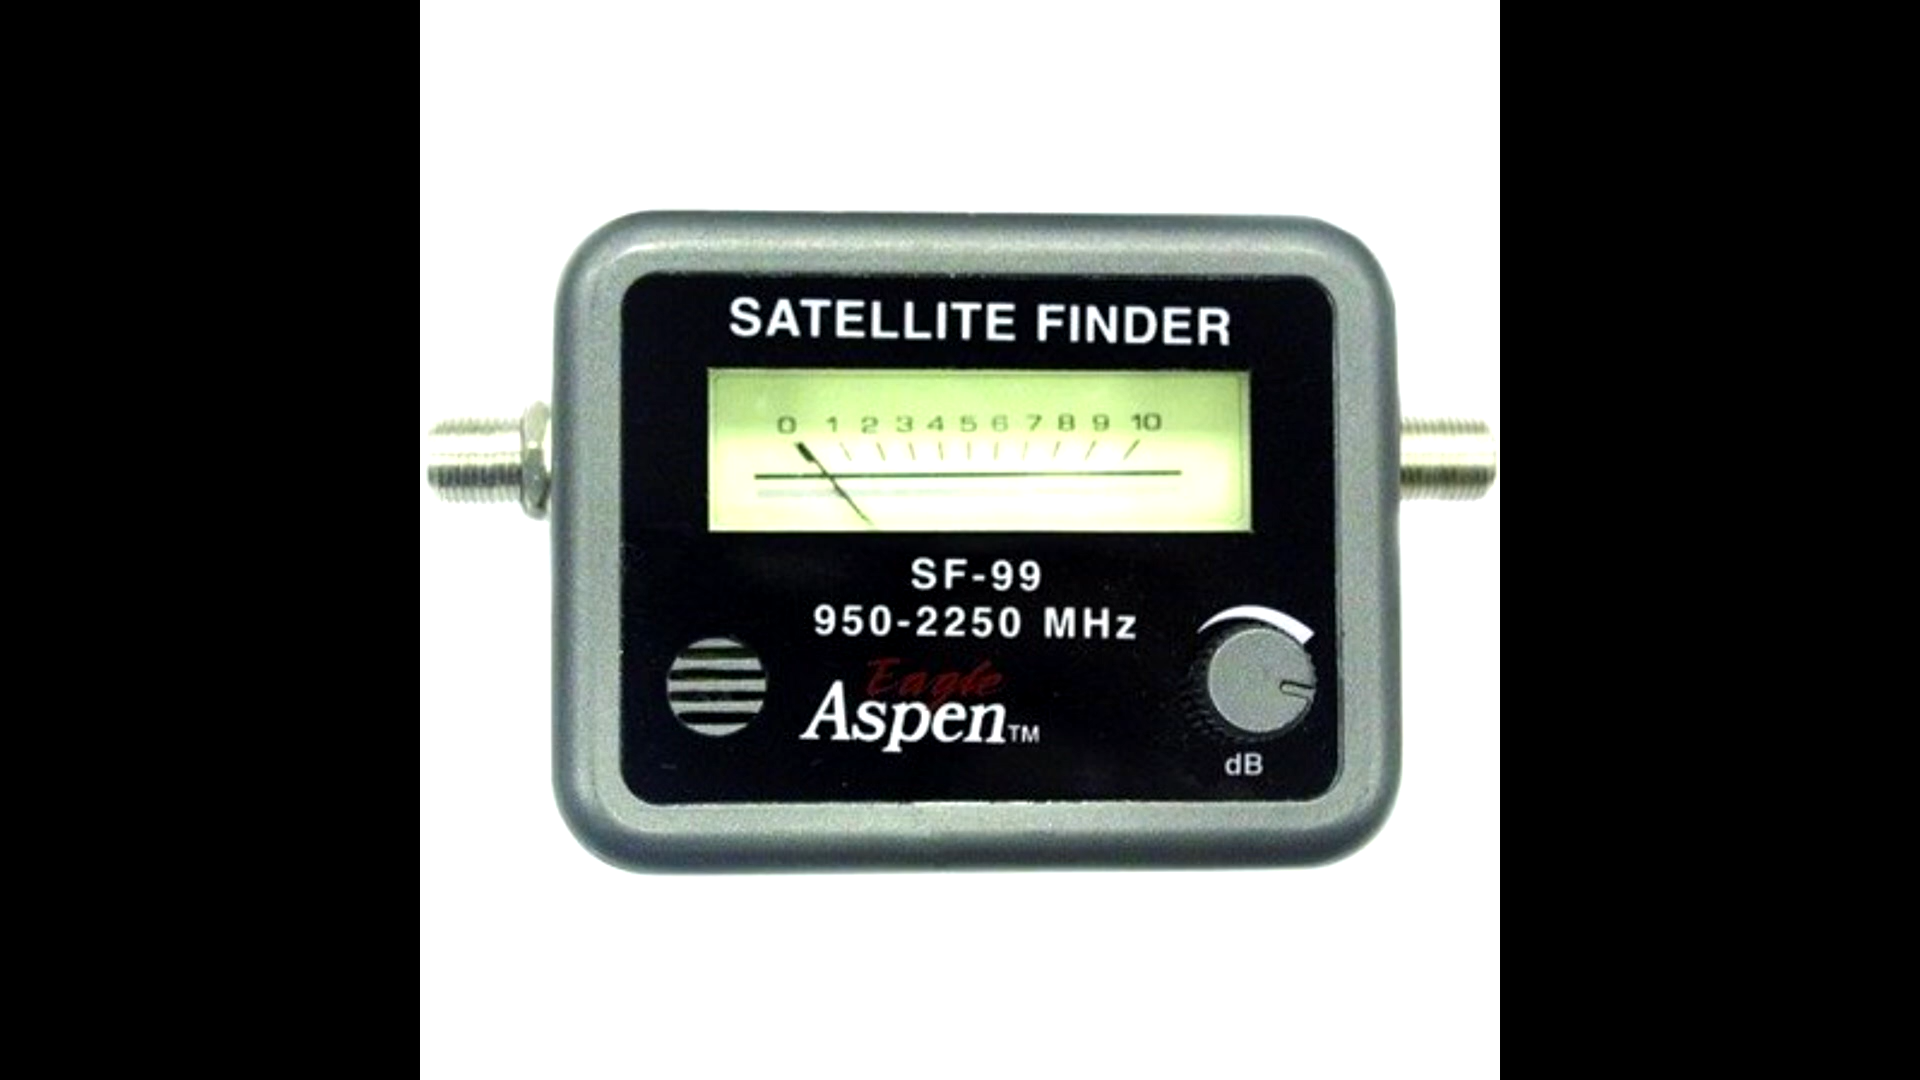 SATELLITE FINDER
0 1 2 3 4 5 6 7 8 9 10
SF-99
950-2250 MHz
Eagle
Aspen™
dB